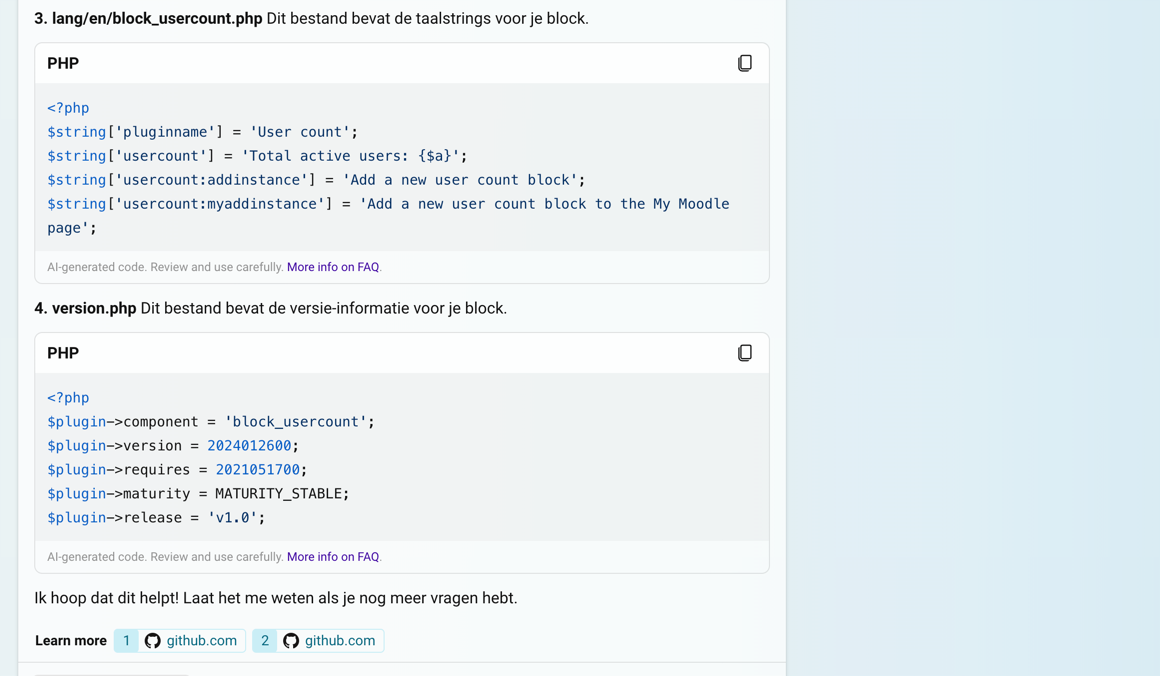 3. lang/en/block_usercount.php Dit bestand bevat de taalstrings voor je block.
PHP
<?php
$string['pluginname'] = 'User count';
$string['usercount'] = 'Total active users: {$a}';
$string['usercount:addinstance'] = 'Add a new user count block';
$string['usercount:myaddinstance'] = 'Add a new user count block to the My Moodle
page';
AI-generated code. Review and use carefully. More info on FAQ.
4. version.php Dit bestand bevat de versie-informatie voor je block.
PHP
<?php
$plugin->component = 'block_usercount';
$plugin->version = 2024012600;
$plugin->requires = 2021051700;
$plugin->maturity = MATURITY_STABLE;
$plugin->release = 'v1.0';
AI-generated code. Review and use carefully. More info on FAQ.
Ik hoop dat dit helpt! Laat het me weten als je nog meer vragen hebt.
Learn more 1 github.com 2 github.com